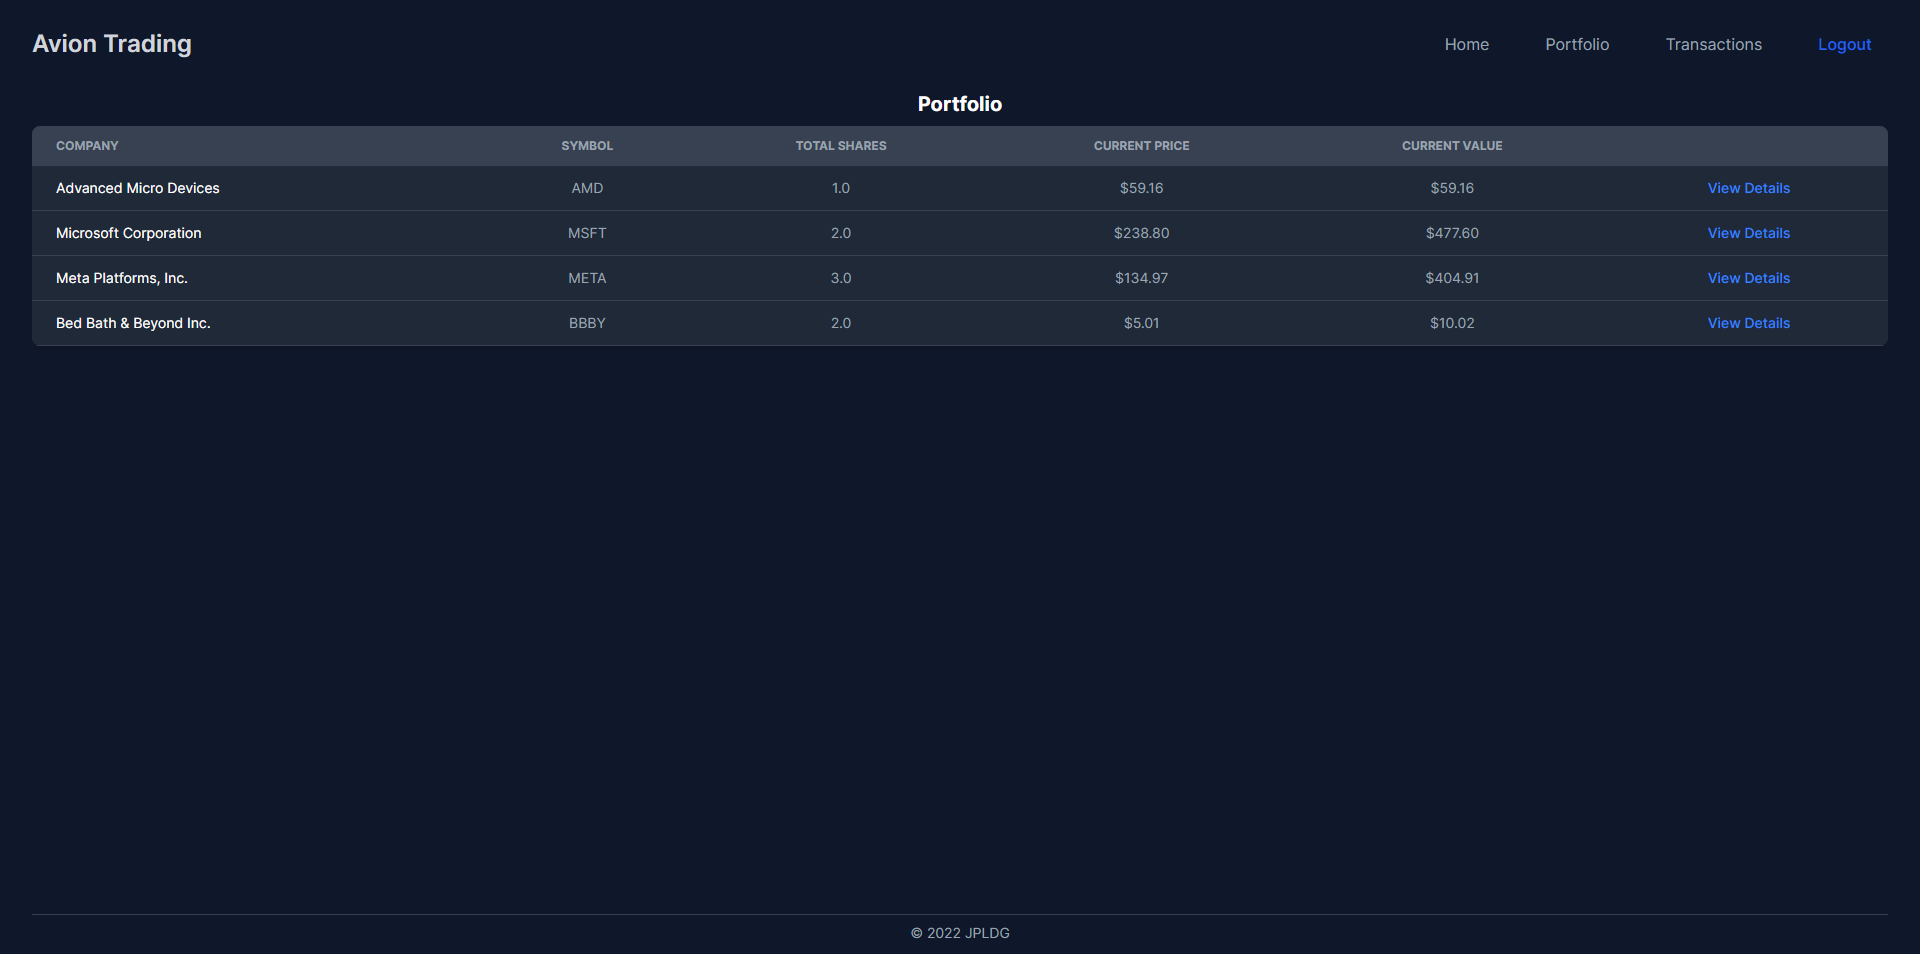 Avion Trading Home Portfolio Transactions Logout
Portfolio
COMPANY SYMBOL TOTAL SHARES CURRENT PRICE CURRENT VALUE
Advanced Micro Devices AMD 1.0 $59.16 $59.16 View Details
Microsoft Corporation MSFT 2.0 $238.80 $477.60 View Details
Meta Platforms, Inc. META 3.0 $134.97 $404.91 View Details
Bed Bath & Beyond Inc. BBBY 2.0 $5.01 $10.02 View Details
© 2022 JPLDG